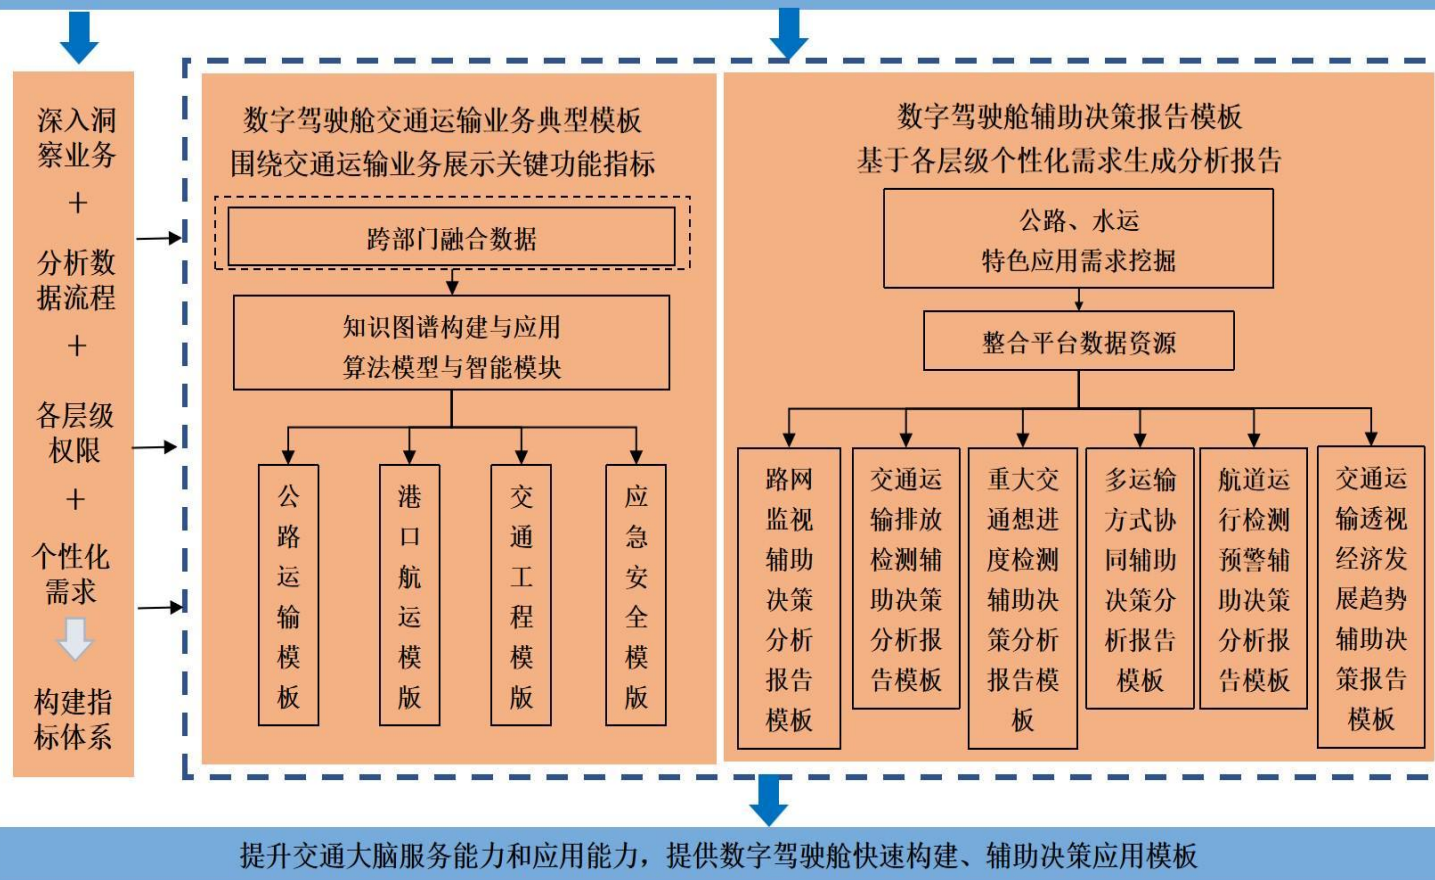 深入洞
察业务
+
分析数
据流程
+
各层级
权限
+
个性化
需求
构建指
标体系
数字驾驶舱交通运输业务典型模板
围绕交通运输业务展示关键功能指标
跨部门融合数据
知识图谱构建与应用
算法模型与智能模块
公
路
运
输
模
板
港
口
航
运
模
版
交
通
工
程
模
版
应
急
安
全
模
版
数字驾驶舱辅助决策报告模板
基于各层级个性化需求生成分析报告
公路、水运
特色应用需求挖掘
整合平台数据资源
路网
监视
辅助
决策
分析
报告
模板
交通运
输排放
检测辅
助决策
分析报
告模板
重大交
通想进
度检测
辅助决
策分析
报告模
板
多运输
方式协
同辅助
决策分
析报告
模板
航道运
行检测
预警辅
助决策
分析报
告模板
交通运
输透视
经济发
展趋势
辅助决
策报告
模板
提升交通大脑服务能力和应用能力，提供数字驾驶舱快速构建、辅助决策应用模板